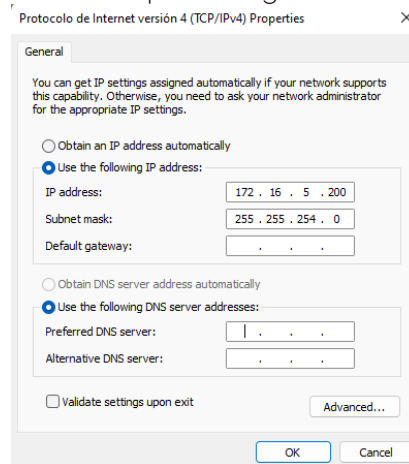 Protocolo de Internet versión 4 (TCP/IPv4) Properties
General
You can get IP settings assigned automatically if your network supports
this capability. Otherwise, you need to ask your network administrator
for the appropriate IP settings.
Obtain an IP address automatically
Use the following IP address:
IP address: 172 . 16 . 5 . 200
Subnet mask: 255 . 255 . 254 . 0
Default gateway: . . .
Obtain DNS server address automatically
Use the following DNS server addresses:
Preferred DNS server: . . .
Alternative DNS server: . . .
Validate settings upon exit
Advanced...
OK Cancel